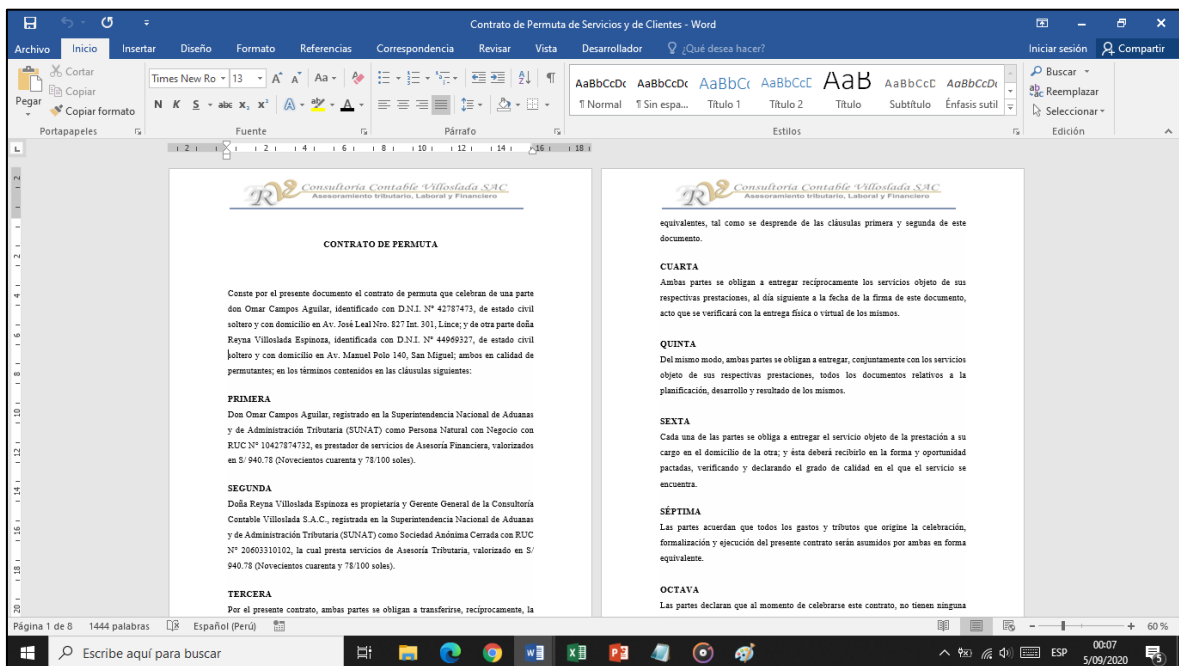 Contrato de Permuta de Servicios y de Clientes - Word
Archivo Inicio Insertar Diseño Formato Referencias Correspondencia Revisar Vista Desarrollador ¿Qué desea hacer? Iniciar sesión Compartir
Pegar
Cortar
Copiar
Copiar formato
Portapapeles
Times New Ro 13
Fuente
Párrafo
AaBbCcDc AaBbCcDc AaBbCc AaBbCcE AaB AaBbCcD AaBbCcDc
¶ Normal ¶ Sin espa... Título 1 Título 2 Título Subtítulo Énfasis sutil
Estilos
Buscar
Reemplazar
Seleccionar
Edición
Consultoría Contable Villoslada SAC
Asesoramiento tributario, Laboral y Financiero
CONTRATO DE PERMUTA
Conste por el presente documento el contrato de permuta que celebran de una parte
don Omar Campos Aguilar, identificado con D.N.I. Nº 42787473, de estado civil
soltero y con domicilio en Av. José Leal Nro. 827 Int. 301, Lince; y de otra parte doña
Reyna Villoslada Espinoza, identificada con D.N.I. Nº 44969327, de estado civil
soltero y con domicilio en Av. Manuel Polo 140, San Miguel; ambos en calidad de
permutantes; en los términos contenidos en las cláusulas siguientes:
PRIMERA
Don Omar Campos Aguilar, registrado en la Superintendencia Nacional de Aduanas
y de Administración Tributaria (SUNAT) como Persona Natural con Negocio con
RUC Nº 10427874732, es prestador de servicios de Asesoría Financiera, valorizados
en S/ 940.78 (Novecientos cuarenta y 78/100 soles).
SEGUNDA
Doña Reyna Villoslada Espinoza es propietaria y Gerente General de la Consultoría
Contable Villoslada S.A.C., registrada en la Superintendencia Nacional de Aduanas
y de Administración Tributaria (SUNAT) como Sociedad Anónima Cerrada con RUC
Nº 20603310102, la cual presta servicios de Asesoría Tributaria, valorizado en S/
940.78 (Novecientos cuarenta y 78/100 soles).
TERCERA
Por el presente contrato, ambas partes se obligan a transferirse, recíprocamente, la
Consultoría Contable Villoslada SAC
Asesoramiento tributario, Laboral y Financiero
equivalentes, tal como se desprende de las cláusulas primera y segunda de este
documento.
CUARTA
Ambas partes se obligan a entregar recíprocamente los servicios objeto de sus
respectivas prestaciones, al día siguiente a la fecha de la firma de este documento,
acto que se verificará con la entrega física o virtual de los mismos.
QUINTA
Del mismo modo, ambas partes se obligan a entregar, conjuntamente con los servicios
objeto de sus respectivas prestaciones, todos los documentos relativos a la
planificación, desarrollo y resultado de los mismos.
SEXTA
Cada una de las partes se obliga a entregar el servicio objeto de la prestación a su
cargo en el domicilio de la otra; y ésta deberá recibirlo en la forma y oportunidad
pactadas, verificando y declarando el grado de calidad en el que el servicio se
encuentra.
SÉPTIMA
Las partes acuerdan que todos los gastos y tributos que origine la celebración,
formalización y ejecución del presente contrato serán asumidos por ambas en forma
equivalente.
OCTAVA
Las partes declaran que al momento de celebrarse este contrato, no tienen ninguna
Página 1 de 8 1444 palabras Español (Perú) 60 %
Escribe aquí para buscar
ESP
00:07
5/09/2020